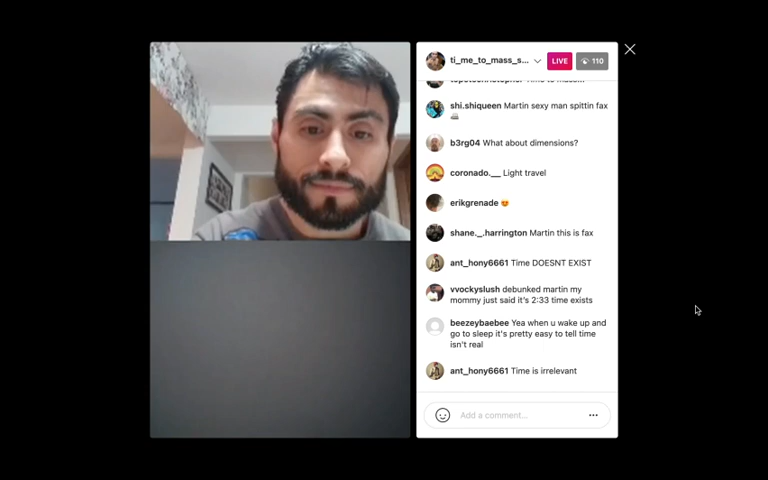 ti_me_to_mass_s...
LIVE
110
shi.shiqueen Martin sexy man spittin fax
b3rg04 What about dimensions?
coronado.__ Light travel
erikgrenade
shane._.harrington Martin this is fax
ant_hony6661 Time DOESNT EXIST
vvockyslush debunked martin my
mommy just said it's 2:33 time exists
beezeybaebee Yea when u wake up and
go to sleep it's pretty easy to tell time
isn't real
ant_hony6661 Time is irrelevant
Add a comment...